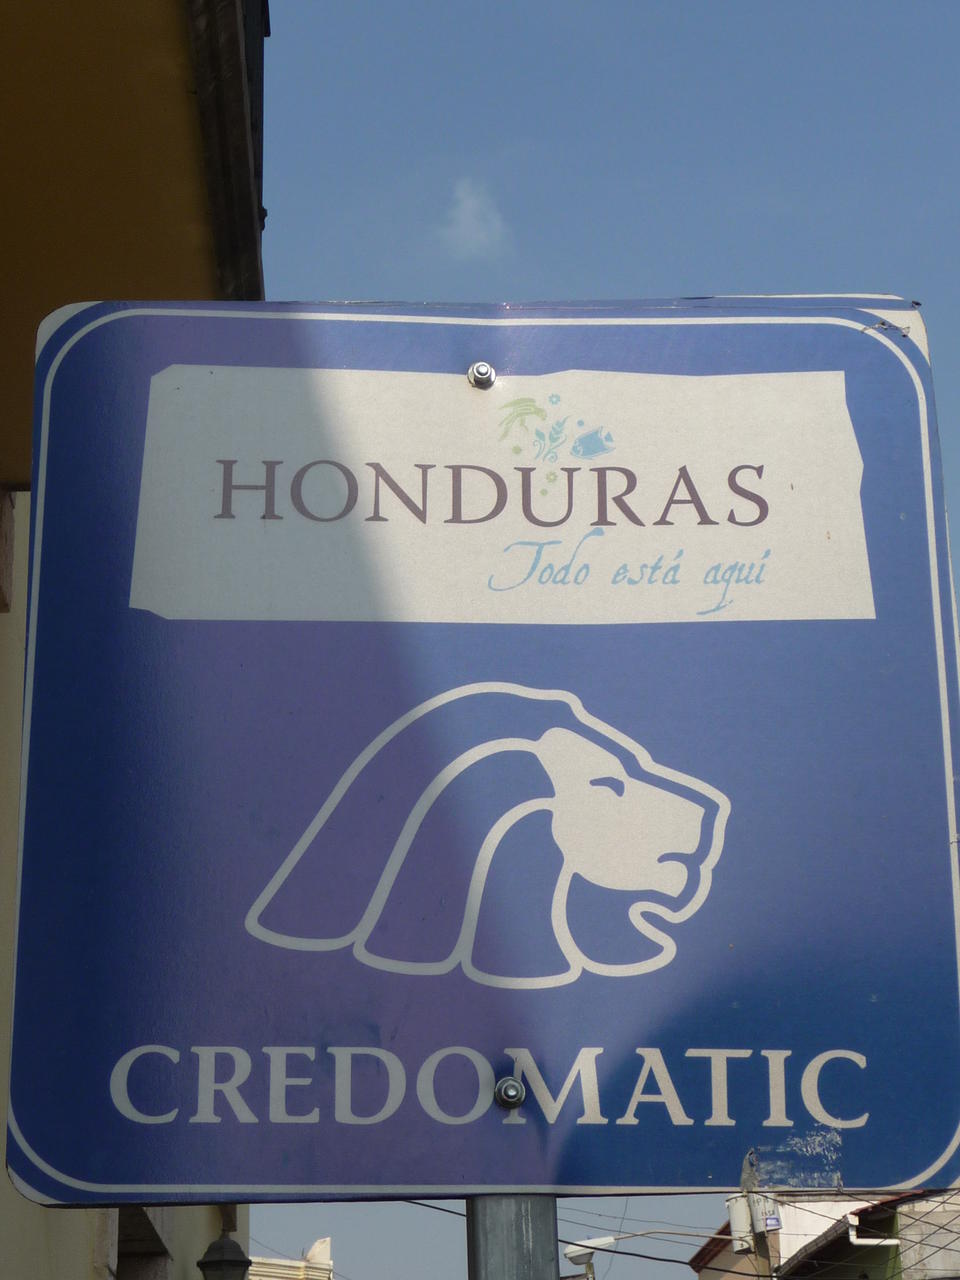 HONDURAS
Todo está aquí
CREDOMATIC